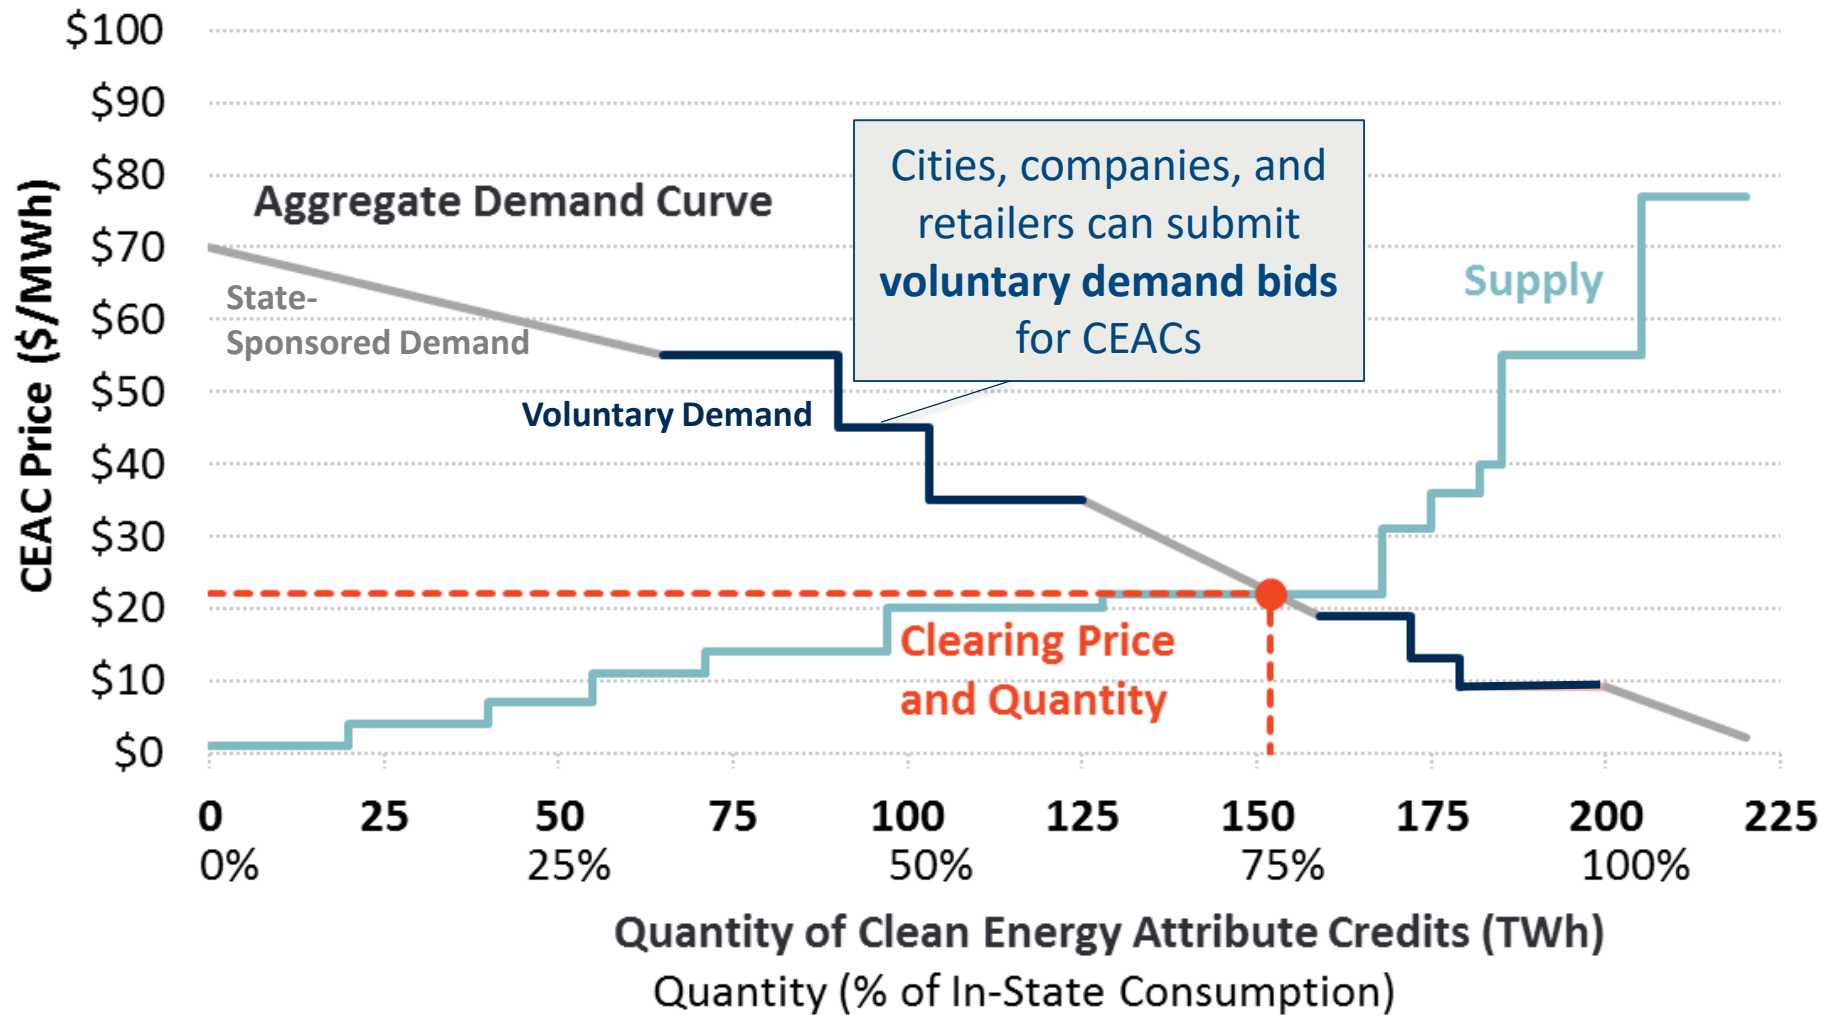 $100
$90
$80
$70
$60
$50
$40
$30
$20
$10
$0
CEAC Price ($/MWh)
Aggregate Demand Curve
State-
Sponsored Demand
Voluntary Demand
Cities, companies, and
retailers can submit
voluntary demand bids
for CEACs
Supply
Clearing Price
and Quantity
0 25 50 75 100 125 150 175 200 225
0% 25% 50% 75% 100%
Quantity of Clean Energy Attribute Credits (TWh)
Quantity (% of In-State Consumption)